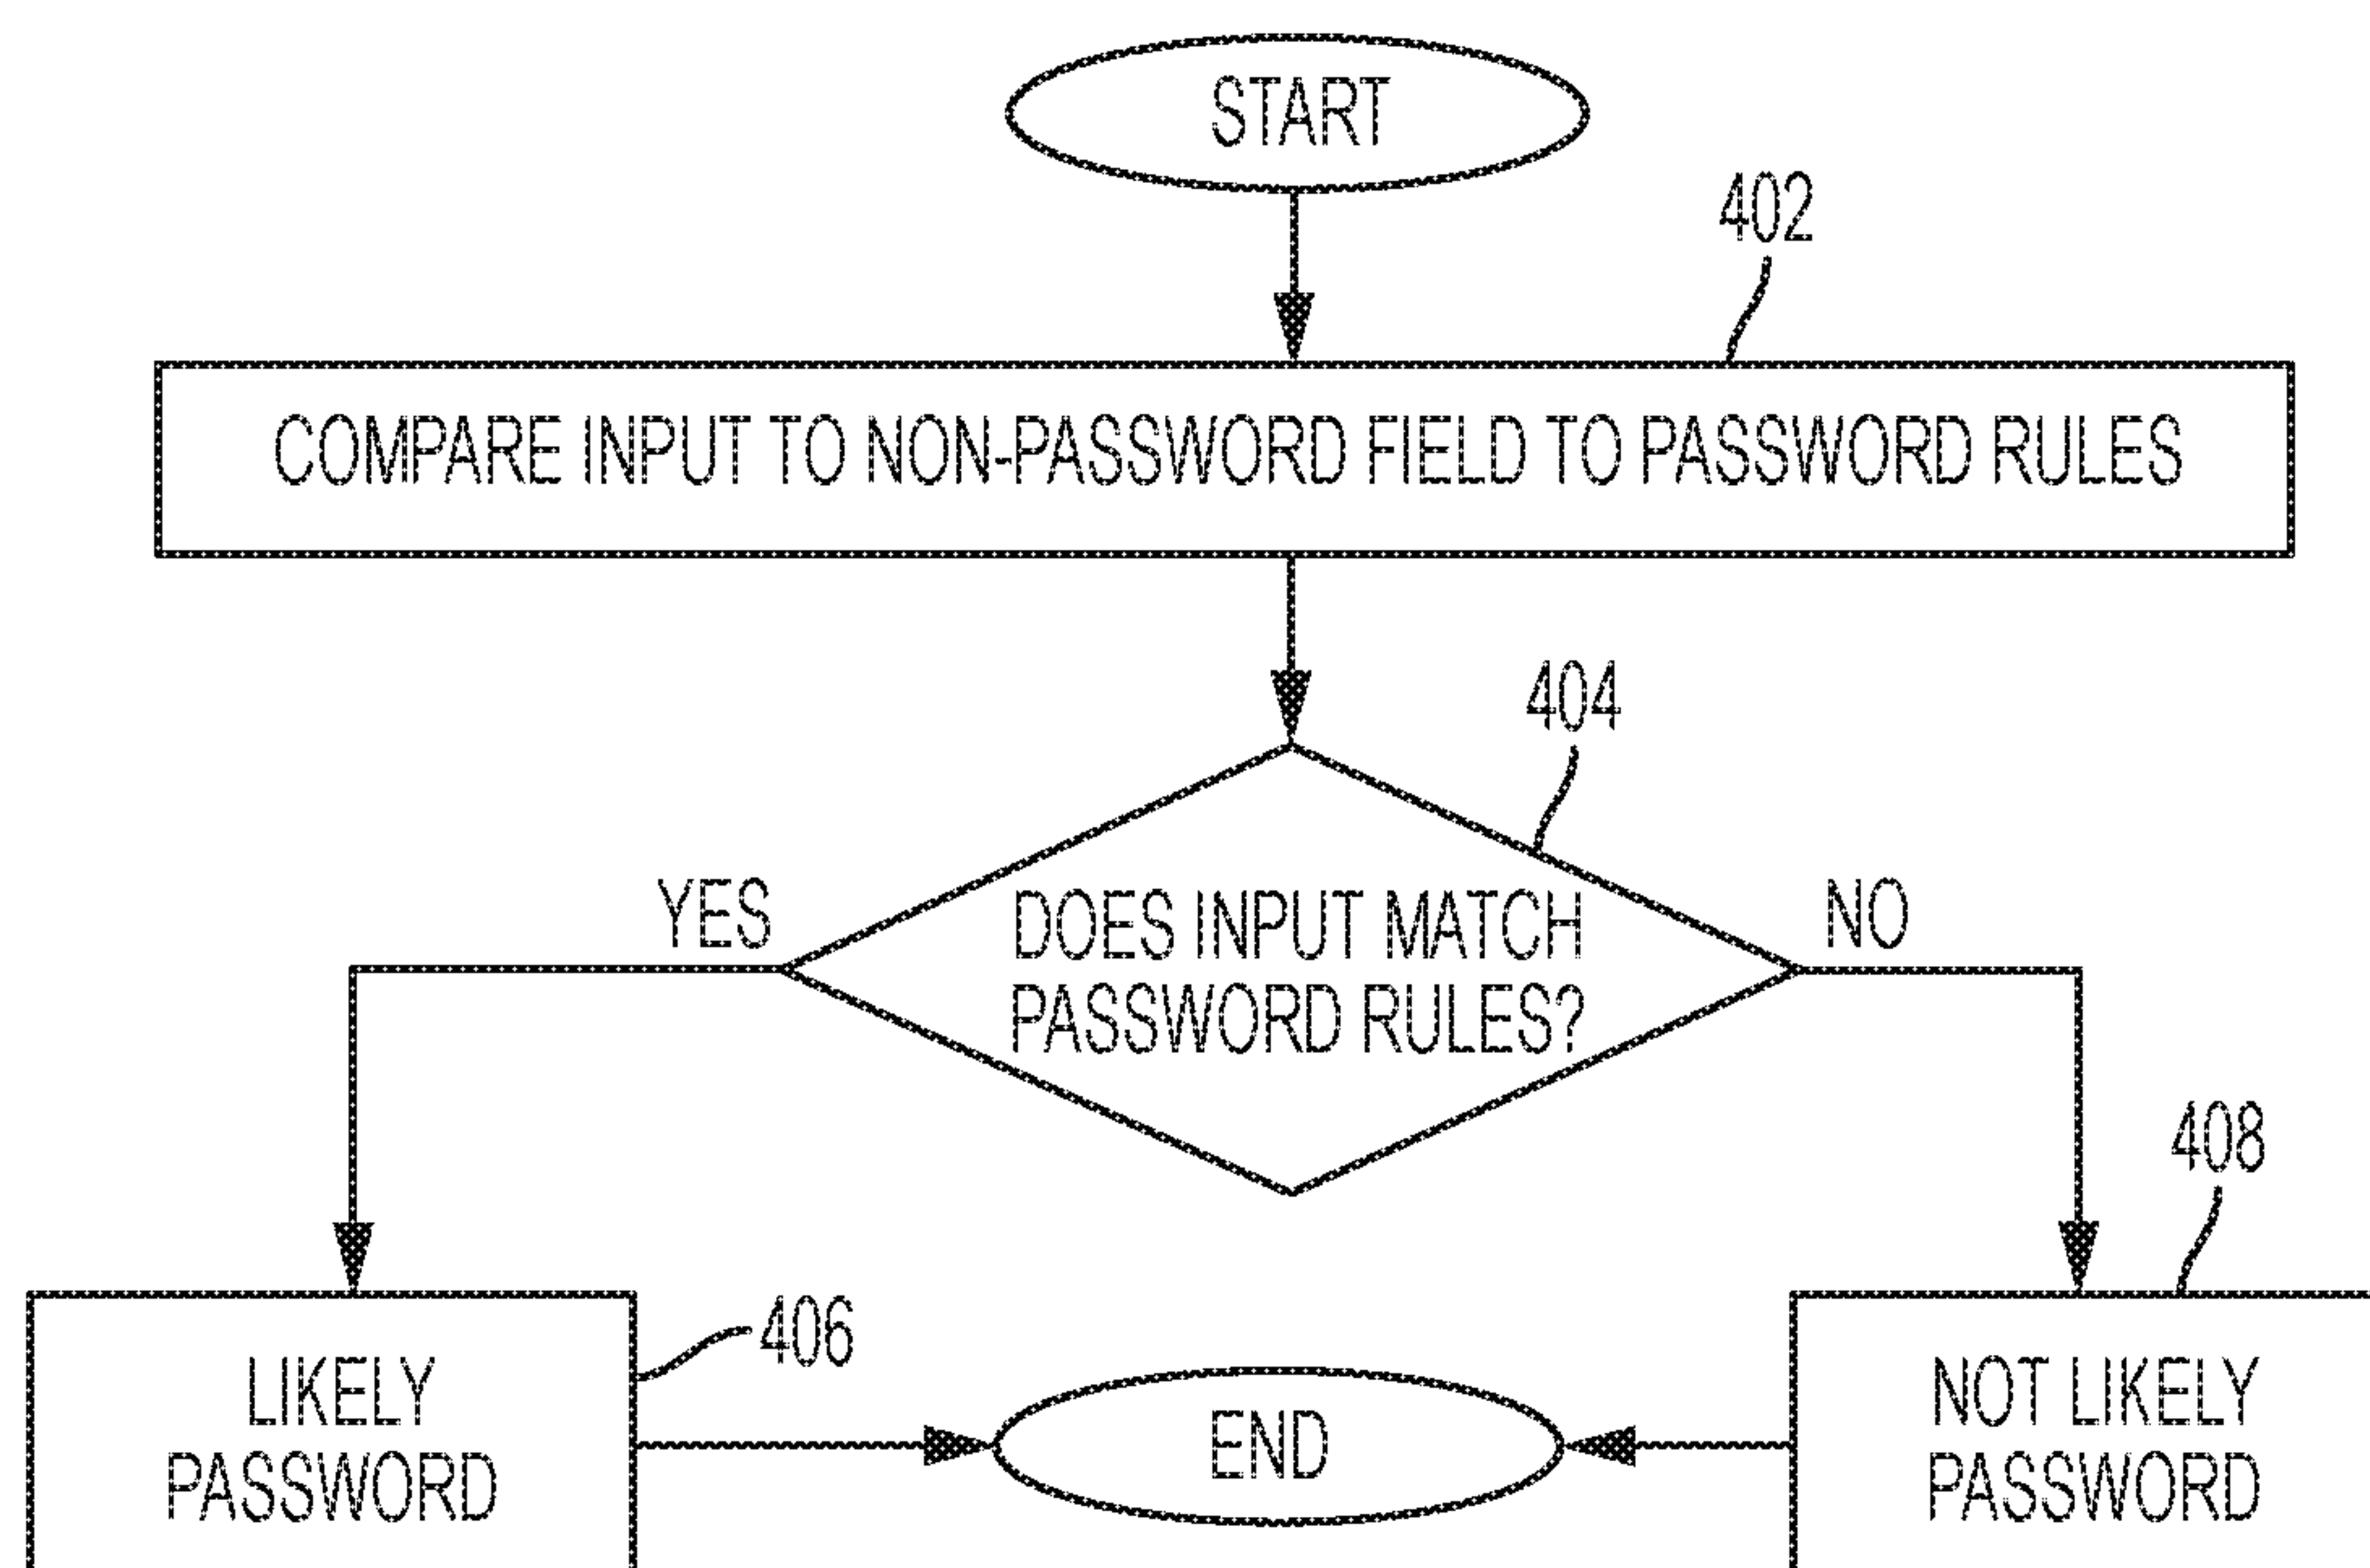 START
402
COMPARE INPUT TO NON-PASSWORD FIELD TO PASSWORD RULES
404
YES
NO
DOES INPUT MATCH
PASSWORD RULES?
408
406
LIKELY
PASSWORD
END
NOT LIKELY
PASSWORD